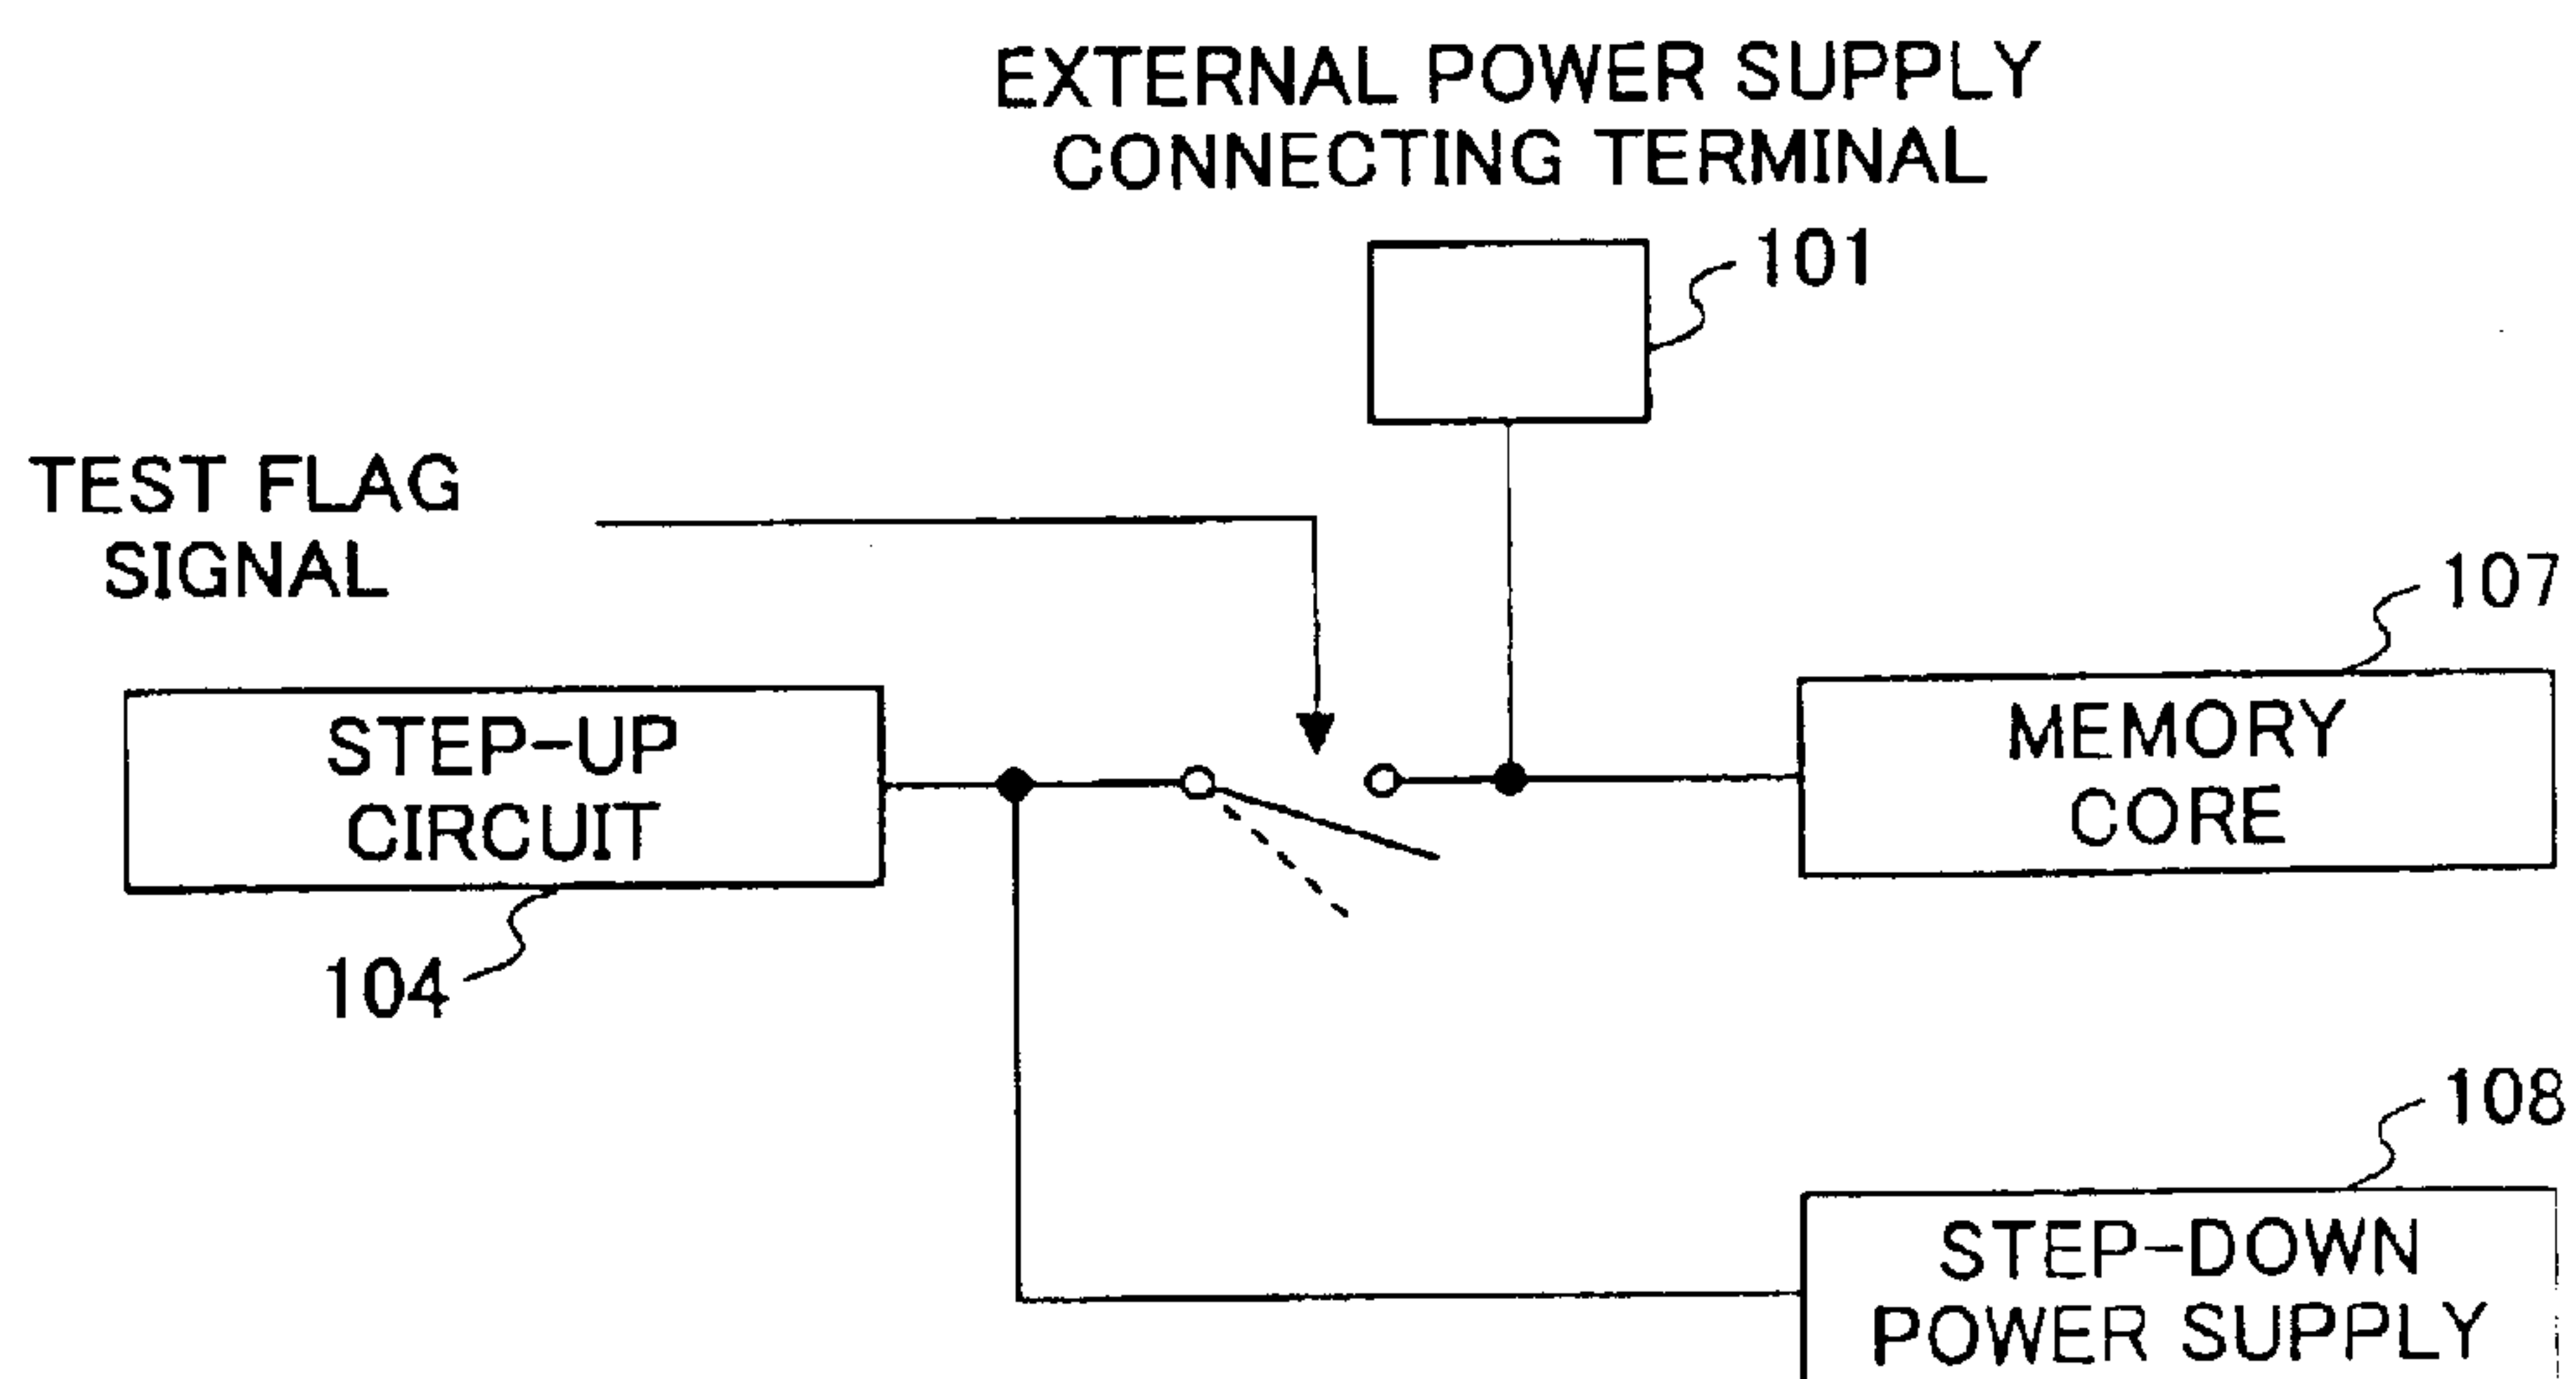 EXTERNAL POWER SUPPLY
CONNECTING TERMINAL
101
TEST FLAG
SIGNAL
107
STEP-UP
CIRCUIT
MEMORY
CORE
104
108
STEP-DOWN
POWER SUPPLY